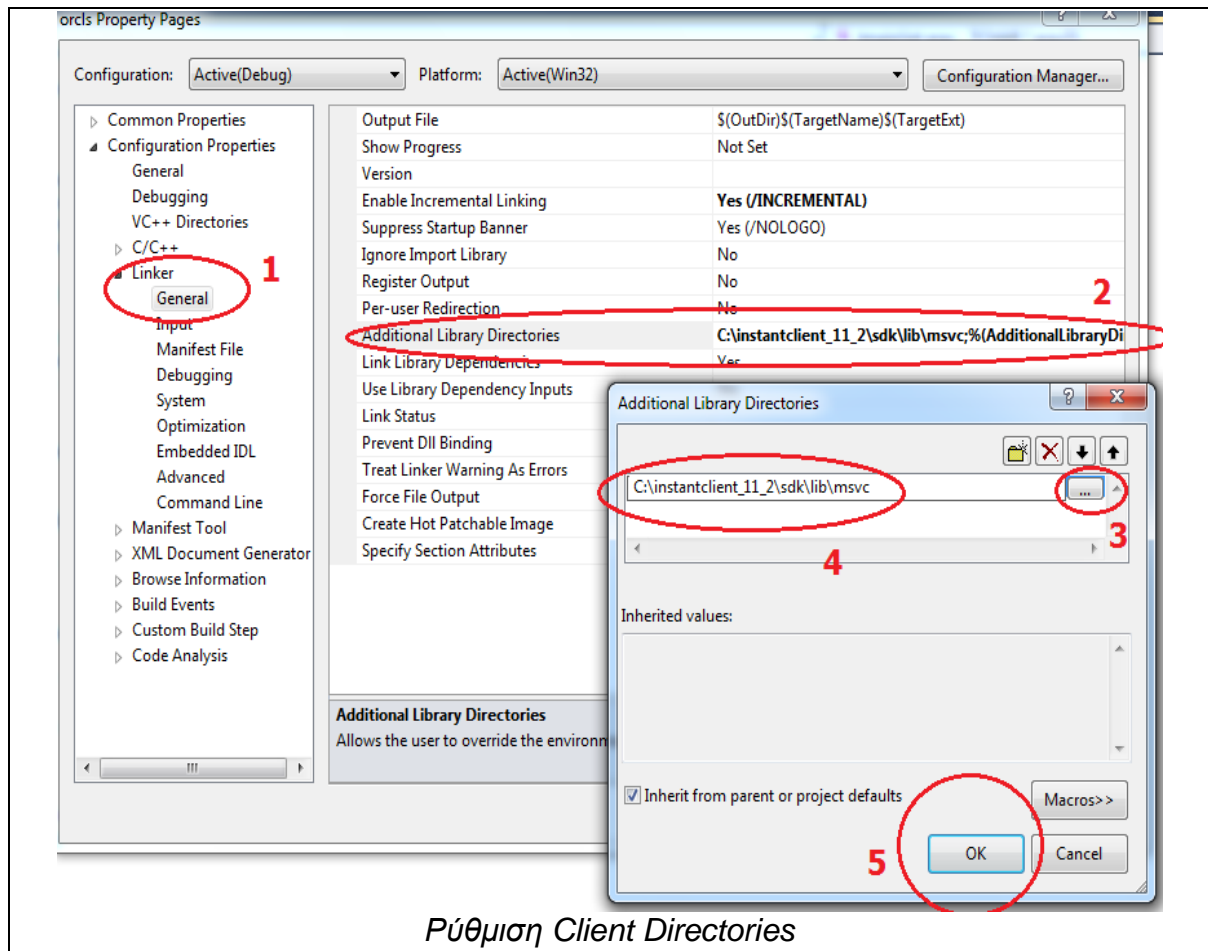 orcls Property Pages
Configuration: Active(Debug) Platform: Active(Win32) Configuration Manager...
Common Properties
Configuration Properties
General
Debugging
VC++ Directories
C/C++
Linker
General
Input
Manifest File
Debugging
System
Optimization
Embedded IDL
Advanced
Command Line
Manifest Tool
XML Document Generator
Browse Information
Build Events
Custom Build Step
Code Analysis
1
Output File $(OutDir)$(TargetName)$(TargetExt)
Show Progress Not Set
Version
Enable Incremental Linking Yes (/INCREMENTAL)
Suppress Startup Banner Yes (/NOLOGO)
Ignore Import Library No
Register Output No
Per-user Redirection No
2
Additional Library Directories C:\instantclient_11_2\sdk\lib\msvc;%(AdditionalLibraryDi
Link Library Dependencies Yes
Use Library Dependency Inputs
Link Status
Prevent Dll Binding
Treat Linker Warning As Errors
Force File Output
Create Hot Patchable Image
Specify Section Attributes
Additional Library Directories
Allows the user to override the environm
Additional Library Directories
C:\instantclient_11_2\sdk\lib\msvc ...
3
4
Inherited values:
Inherit from parent or project defaults
Macros>>
5
OK Cancel
Ρύθμιση Client Directories